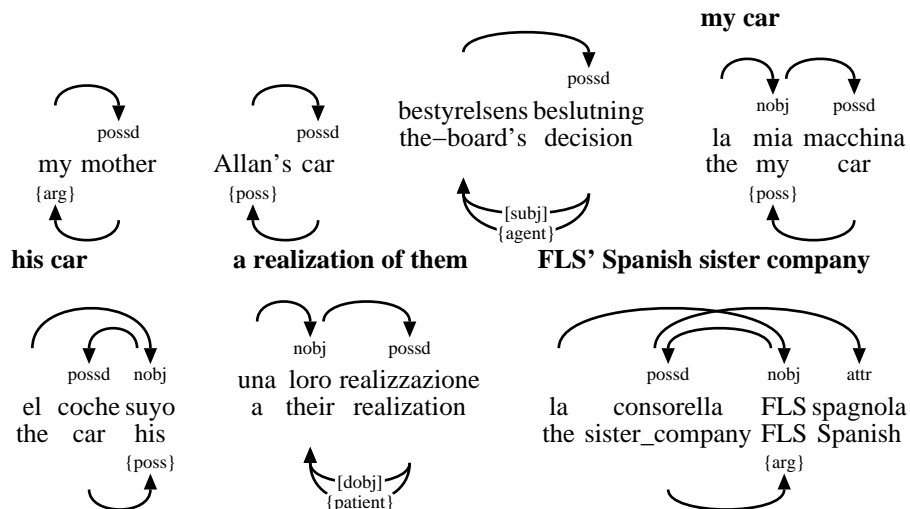 my car
possd
possd
possd
nobj possd
my mother
{arg}
Allan's car
{poss}
bestyrelsens beslutning
the–board's decision
[subj]
{agent}
la mia macchina
the my car
{poss}
his car
a realization of them
FLS' Spanish sister company
possd nobj
el coche suyo
the car his
{poss}
nobj possd
una loro realizzazione
a their realization
[dobj]
{patient}
possd nobj attr
la consorella FLS spagnola
the sister_company FLS Spanish
{arg}